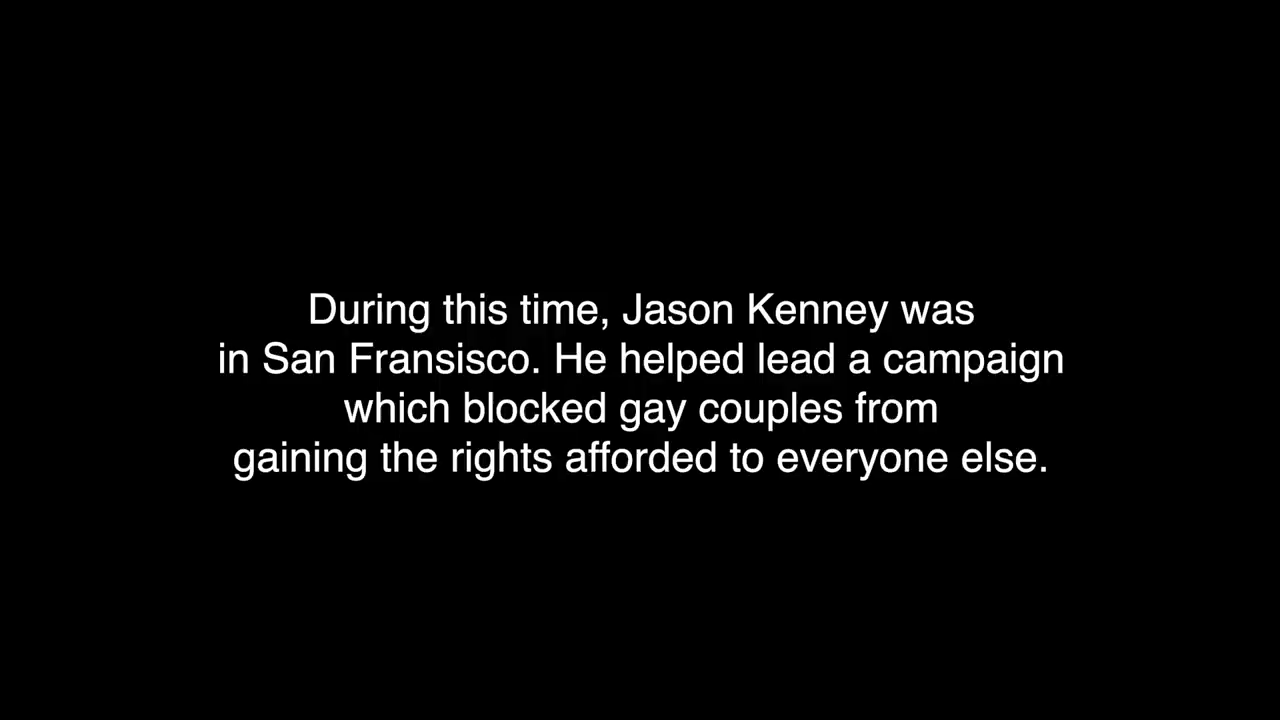 During this time, Jason Kenney was
in San Fransisco. He helped lead a campaign
which blocked gay couples from
gaining the rights afforded to everyone else.